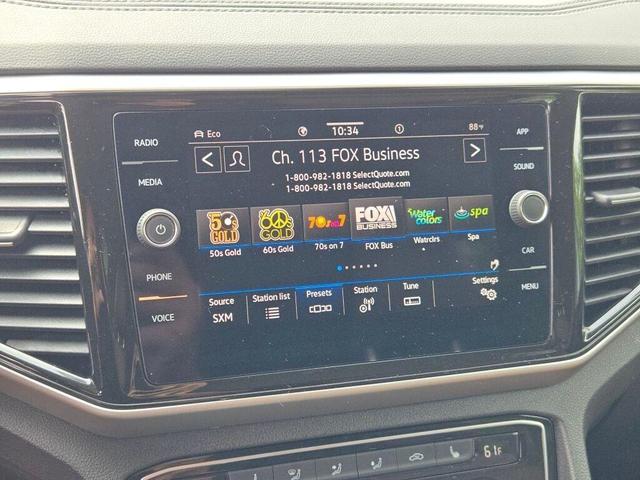 RADIO
MEDIA
PHONE
VOICE
Eco
10:34
88°F
Ch. 113 FOX Business
1-800-982-1818 SelectQuote.com
1-800-982-1818 SelectQuote.com
50s GOLD
60s GOLD
70s on 7
FOX BUSINESS
Water colors
spa
50s Gold
60s Gold
70s on 7
FOX Bus
Watrclrs
Spa
Source
SXM
Station list
Presets
Station
Tune
Settings
APP
SOUND
CAR
MENU
61F